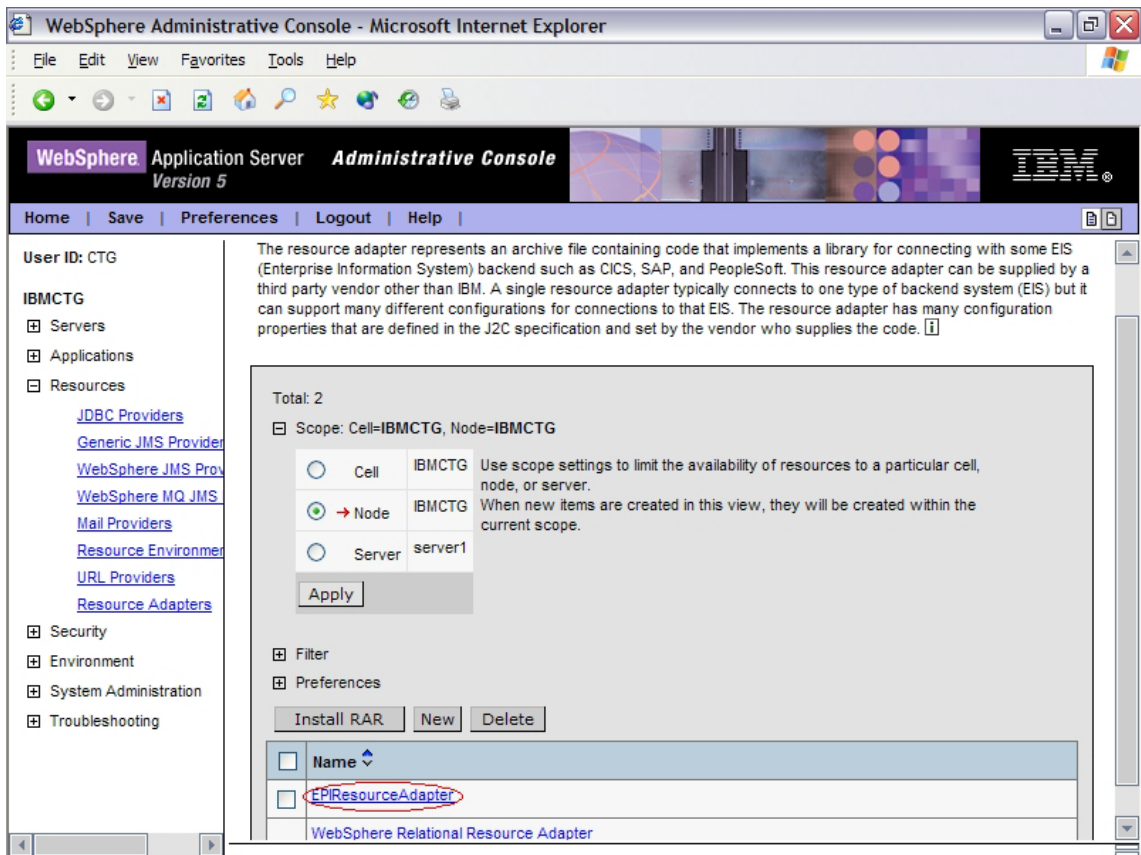 WebSphere Administrative Console - Microsoft Internet Explorer
File Edit View Favorites Tools Help
WebSphere. Application Server Administrative Console
Version 5
IBM®
Home | Save | Preferences | Logout | Help |
User ID: CTG
IBMCTG
Servers
Applications
Resources
JDBC Providers
Generic JMS Provider
WebSphere JMS Prov
WebSphere MQ JMS
Mail Providers
Resource Environmen
URL Providers
Resource Adapters
Security
Environment
System Administration
Troubleshooting
The resource adapter represents an archive file containing code that implements a library for connecting with some EIS
(Enterprise Information System) backend such as CICS, SAP, and PeopleSoft. This resource adapter can be supplied by a
third party vendor other than IBM. A single resource adapter typically connects to one type of backend system (EIS) but it
can support many different configurations for connections to that EIS. The resource adapter has many configuration
properties that are defined in the J2C specification and set by the vendor who supplies the code. i
Total: 2
Scope: Cell=IBMCTG, Node=IBMCTG
Cell IBMCTG
Use scope settings to limit the availability of resources to a particular cell,
node, or server.
Node IBMCTG
When new items are created in this view, they will be created within the
current scope.
Server server1
Apply
Filter
Preferences
Install RAR New Delete
Name
EPIResourceAdapter
WebSphere Relational Resource Adapter